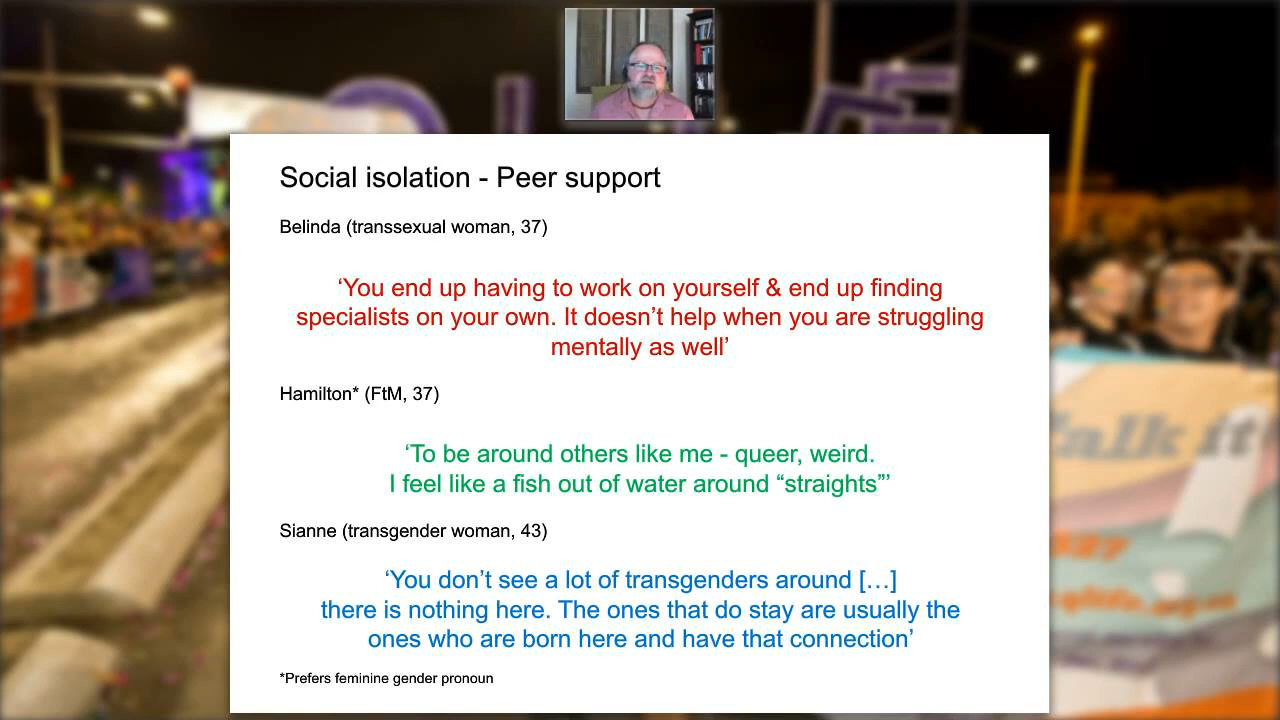 Social isolation - Peer support
Belinda (transsexual woman, 37)
‘You end up having to work on yourself & end up finding
specialists on your own. It doesn’t help when you are struggling
mentally as well’
Hamilton* (FtM, 37)
‘To be around others like me - queer, weird.
I feel like a fish out of water around “straights”’
Sianne (transgender woman, 43)
‘You don’t see a lot of transgenders around […]
there is nothing here. The ones that do stay are usually the
ones who are born here and have that connection’
*Prefers feminine gender pronoun
talk it